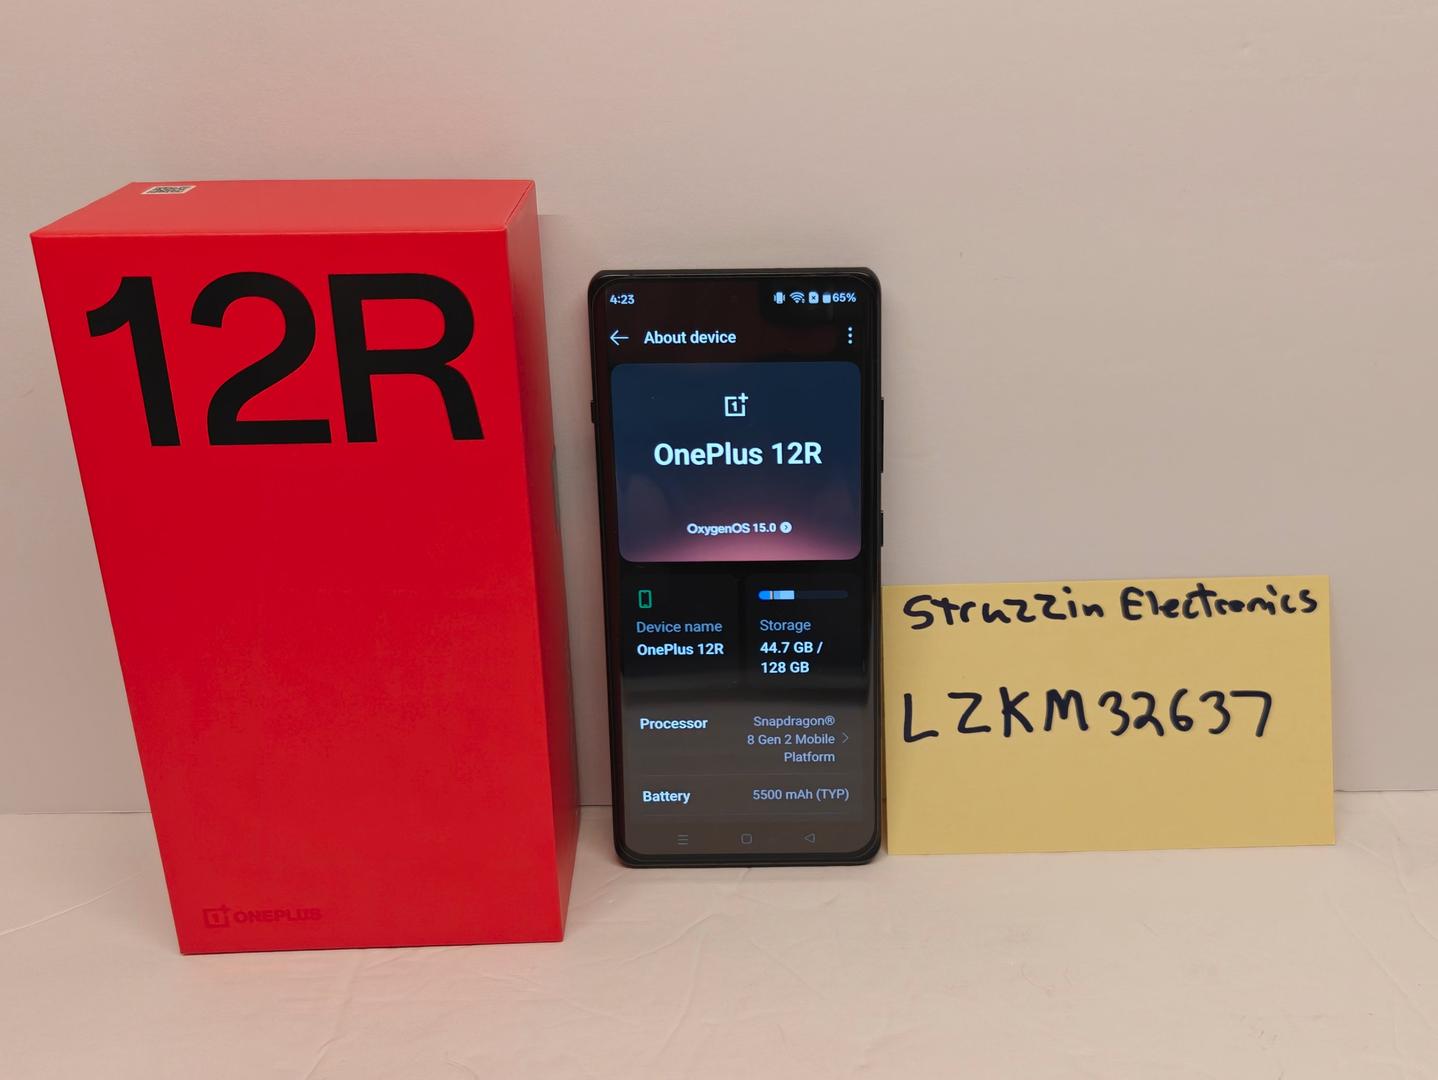 12R
ONEPLUS
4:23
65%
About device
OnePlus 12R
OxygenOS 15.0
Device name
OnePlus 12R
Storage
44.7 GB /
128 GB
Processor
Snapdragon®
8 Gen 2 Mobile
Platform
Battery
5500 mAh (TYP)
Struzzin Electronics
LZKM32637